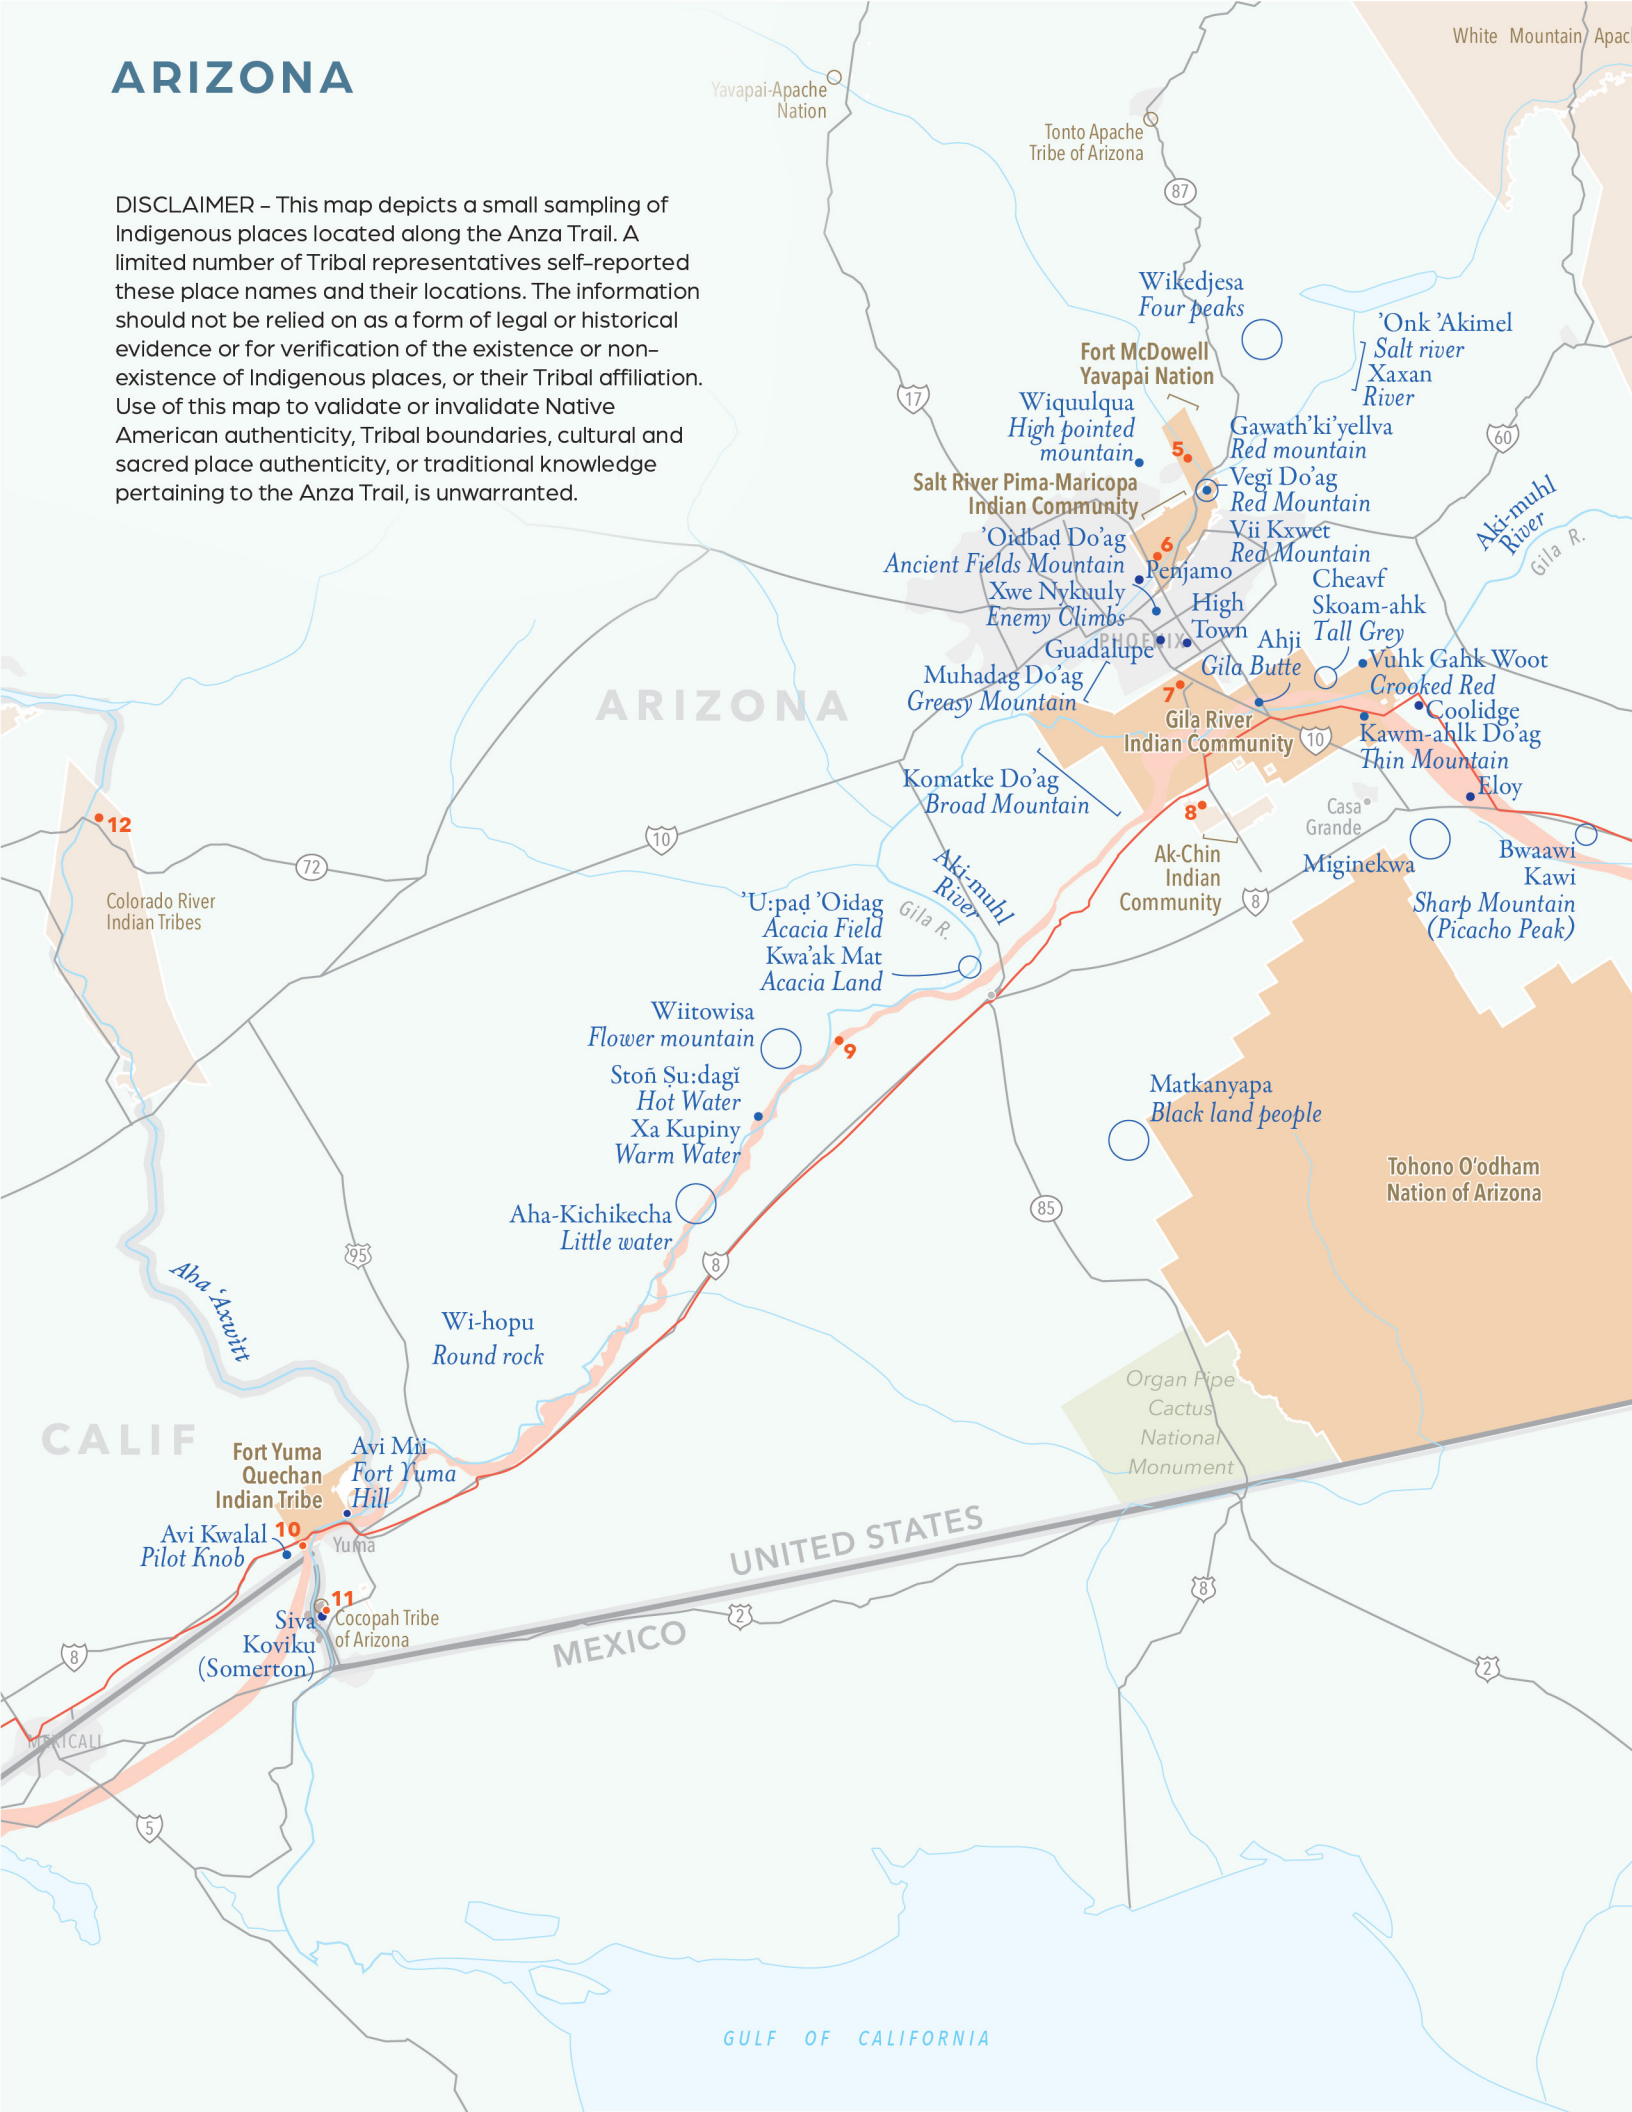 ARIZONA
DISCLAIMER – This map depicts a small sampling of
Indigenous places located along the Anza Trail. A
limited number of Tribal representatives self-reported
these place names and their locations. The information
should not be relied on as a form of legal or historical
evidence or for verification of the existence or non-
existence of Indigenous places, or their Tribal affiliation.
Use of this map to validate or invalidate Native
American authenticity, Tribal boundaries, cultural and
sacred place authenticity, or traditional knowledge
pertaining to the Anza Trail, is unwarranted.
White Mountain Apac
Yavapai-Apache
Nation
Tonto Apache
Tribe of Arizona
87
Wikedjesa
Four peaks
'Onk 'Akimel
Salt river
Xaxan
River
Fort McDowell
Yavapai Nation
17
60
Wiquulqua
High pointed
mountain
5
Gawath'ki'yellva
Red mountain
Vegĭ Do'ag
Red Mountain
Vii Kxwet
Red Mountain
Salt River Pima-Maricopa
Indian Community
Aki-muhl
River
Gila R.
'Oidbaḍ Do'ag
Ancient Fields Mountain
6
Penjamo
Xwe Nykuuly
Enemy Climbs
High
Town
Cheavf
Skoam-ahk
Tall Grey
PHOENIX
Guadalupe
Ahji
Gila Butte
Vuhk Gahk Woot
Crooked Red
Muhadag Do'ag
Greasy Mountain
7
ARIZONA
Coolidge
Gila River
Indian Community
10
Kawm-ahlk Do'ag
Thin Mountain
Komatke Do'ag
Broad Mountain
Eloy
8
Casa
Grande
12
10
72
Ak-Chin
Indian
Community
Miginekwa
Bwaawi
Kawi
Sharp Mountain
(Picacho Peak)
8
Colorado River
Indian Tribes
Aki-muhl
River
Gila R.
'U:paḍ 'Oidag
Acacia Field
Kwa'ak Mat
Acacia Land
Wiitowisa
Flower mountain
9
Stoñ Ṣu:dagĭ
Hot Water
Xa Kupiny
Warm Water
Matkanyapa
Black land people
Tohono O'odham
Nation of Arizona
Aha-Kichikecha
Little water
85
95
8
Aha 'Axwitt
Wi-hopu
Round rock
Organ Pipe
Cactus
National
Monument
CALIF
Fort Yuma
Quechan
Indian Tribe
Avi Mii
Fort Yuma
Hill
Avi Kwalal
Pilot Knob
10
Yuma
UNITED STATES
MEXICO
11
Siva
Koviku
(Somerton)
Cocopah Tribe
of Arizona
2
8
8
2
MEXICALI
5
GULF OF CALIFORNIA